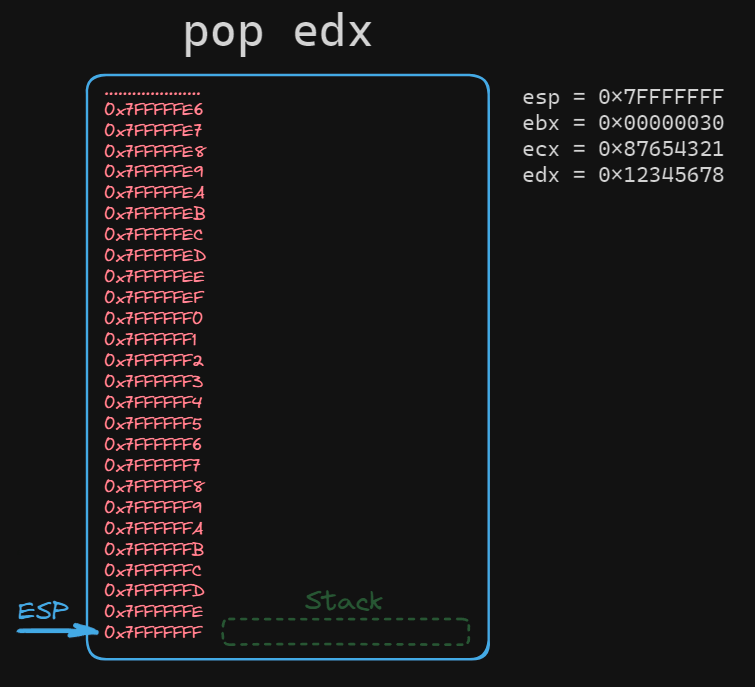 pop edx
.....................
0x7FFFFFE6
0x7FFFFFE7
0x7FFFFFE8
0x7FFFFFE9
0x7FFFFFEA
0x7FFFFFEB
0x7FFFFFEC
0x7FFFFFED
0x7FFFFFEE
0x7FFFFFEF
0x7FFFFFF0
0x7FFFFFF1
0x7FFFFFF2
0x7FFFFFF3
0x7FFFFFF4
0x7FFFFFF5
0x7FFFFFF6
0x7FFFFFF7
0x7FFFFFF8
0x7FFFFFF9
0x7FFFFFFA
0x7FFFFFFB
0x7FFFFFFC
0x7FFFFFFD
0x7FFFFFFE
0x7FFFFFFF
Stack
ESP
esp = 0×7FFFFFFF
ebx = 0×00000030
ecx = 0×87654321
edx = 0×12345678